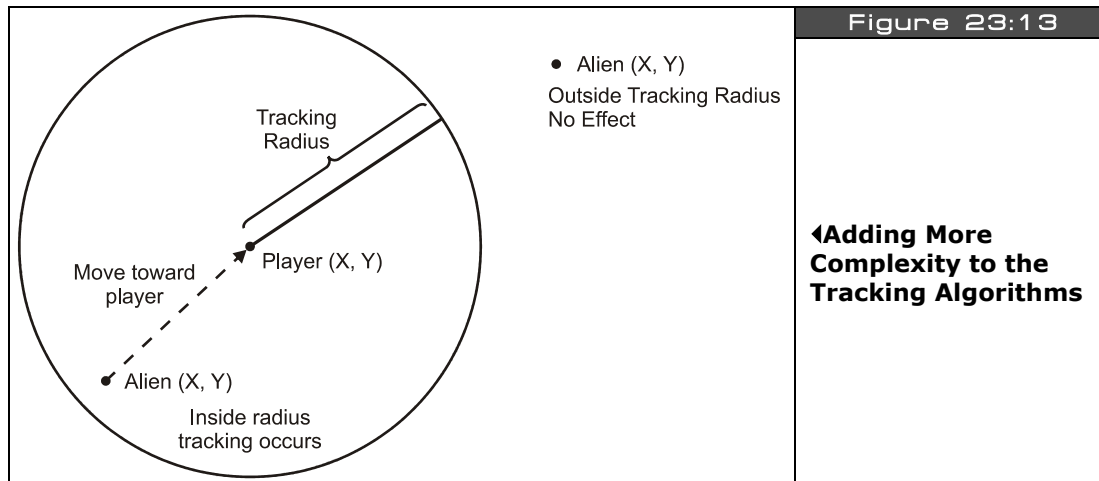 Figure 23:13
Alien (X, Y)
Outside Tracking Radius
No Effect
Tracking
Radius
Player (X, Y)
Move toward
player
Alien (X, Y)
Inside radius
tracking occurs
Adding More
Complexity to the
Tracking Algorithms